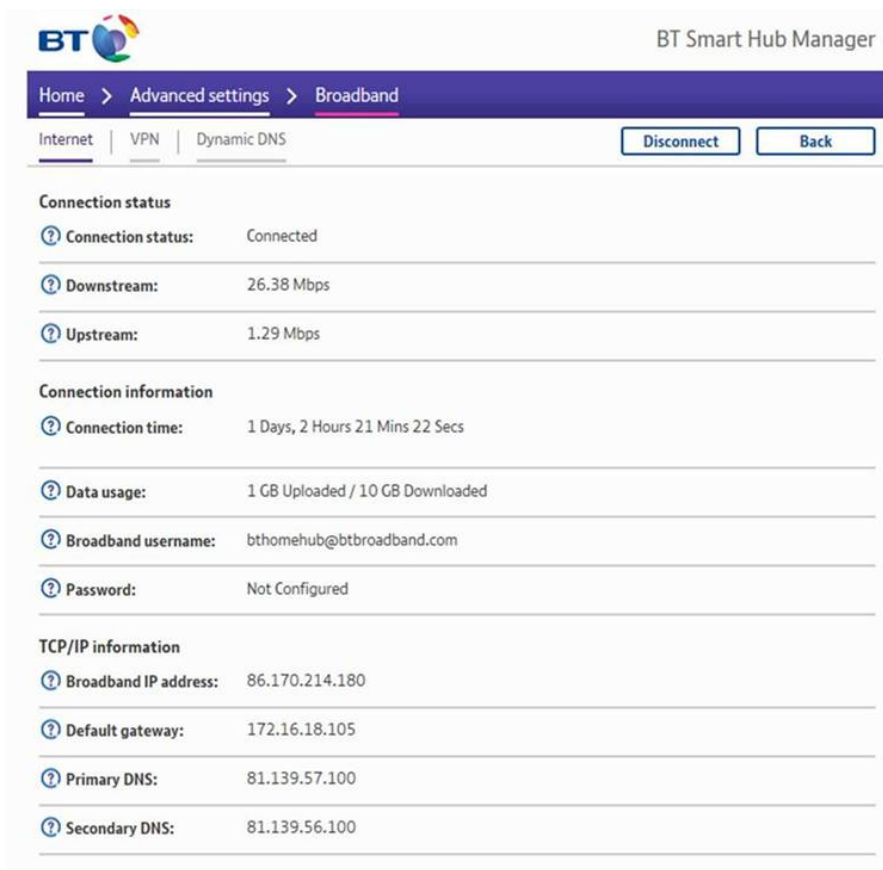 BT
BT Smart Hub Manager
Home > Advanced settings > Broadband
Internet | VPN | Dynamic DNS
Disconnect
Back
Connection status
? Connection status: Connected
? Downstream: 26.38 Mbps
? Upstream: 1.29 Mbps
Connection information
? Connection time: 1 Days, 2 Hours 21 Mins 22 Secs
? Data usage: 1 GB Uploaded / 10 GB Downloaded
? Broadband username: bthomehub@btbroadband.com
? Password: Not Configured
TCP/IP information
? Broadband IP address: 86.170.214.180
? Default gateway: 172.16.18.105
? Primary DNS: 81.139.57.100
? Secondary DNS: 81.139.56.100